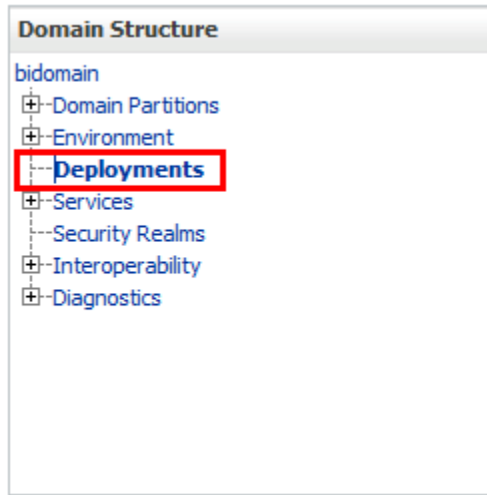 Domain Structure
bidomain
Domain Partitions
Environment
Deployments
Services
Security Realms
Interoperability
Diagnostics